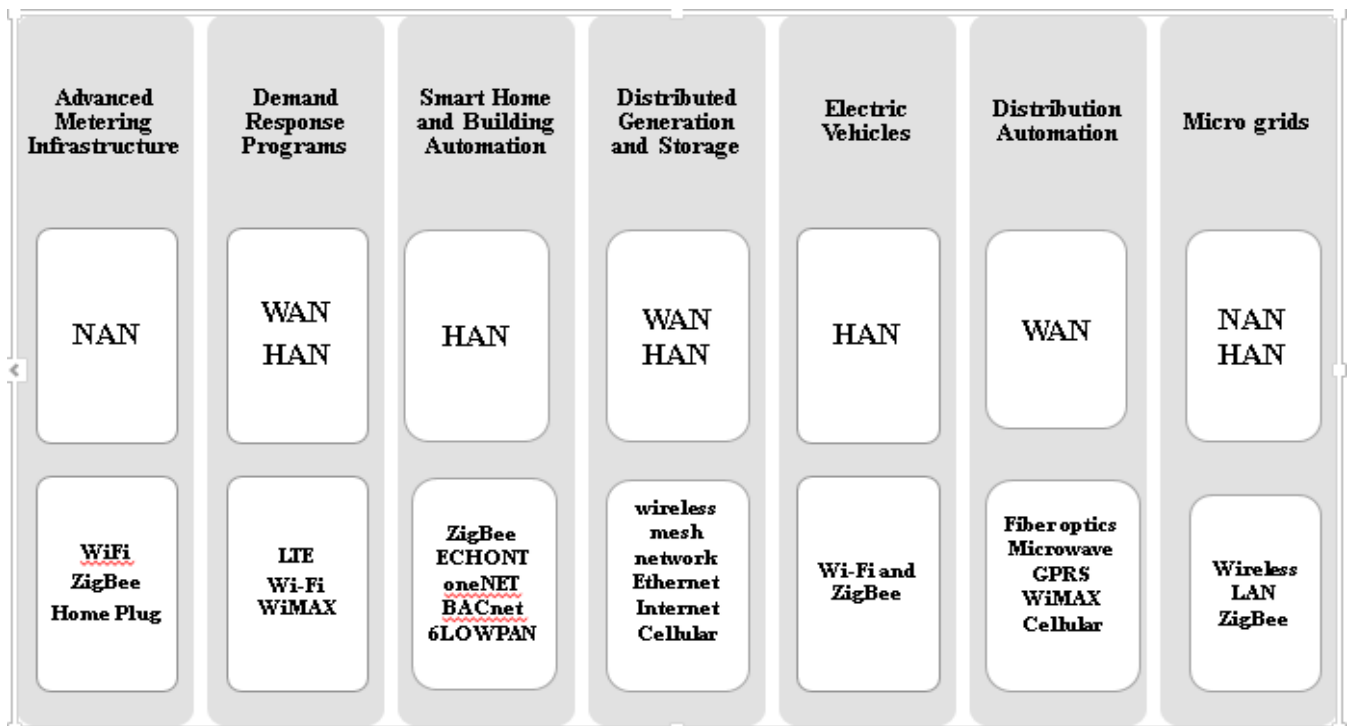 Advanced
Metering
Infrastructure
NAN
WiFi
ZigBee
Home Plug
Demand
Response
Programs
WAN
HAN
LTE
Wi-Fi
WiMAX
Smart Home
and Building
Automation
HAN
ZigBee
ECHONT
oneNET
BACnet
6LOWPAN
Distributed
Generation
and Storage
WAN
HAN
wireless
mesh
network
Ethernet
Internet
Cellular
Electric
Vehicles
HAN
Wi-Fi and
ZigBee
Distribution
Automation
WAN
Fiber optics
Microwave
GPRS
WiMAX
Cellular
Micro grids
NAN
HAN
Wireless
LAN
ZigBee